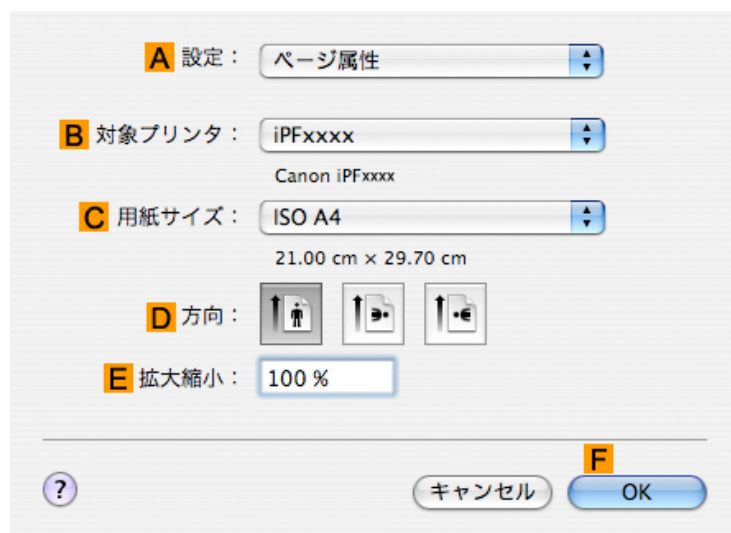 A 設定： ページ属性
B 対象プリンタ： iPFxxxx
Canon iPFxxxx
C 用紙サイズ： ISO A4
21.00 cm × 29.70 cm
D 方向：
E 拡大縮小： 100 %
F
? キャンセル OK